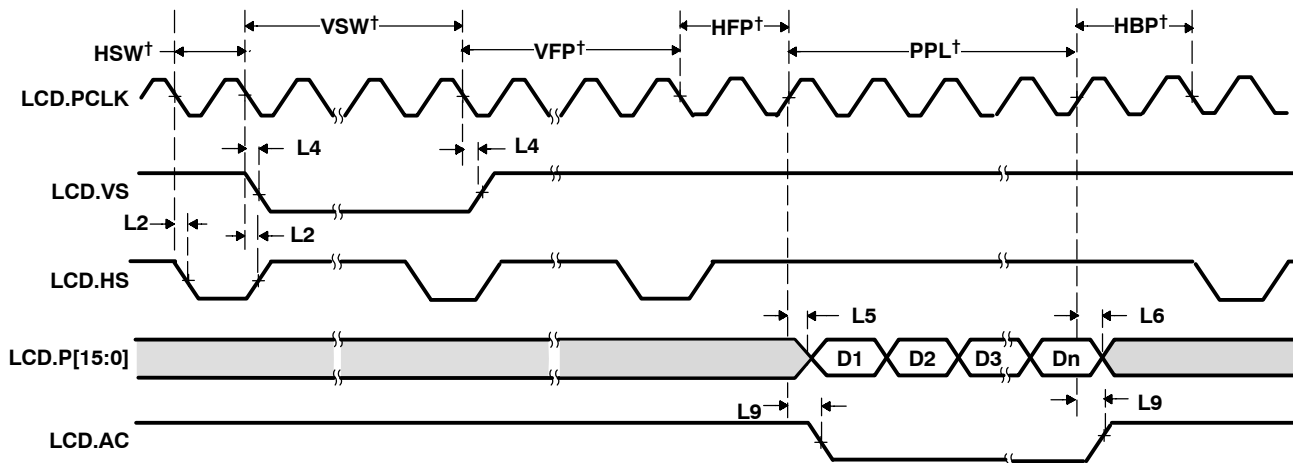 VSW†
HFP†
HBP†
HSW†
VFP†
PPL†
LCD.PCLK
L4
L4
LCD.VS
L2
L2
LCD.HS
L5
L6
LCD.P[15:0]
D1
D2
D3
Dn
L9
L9
LCD.AC